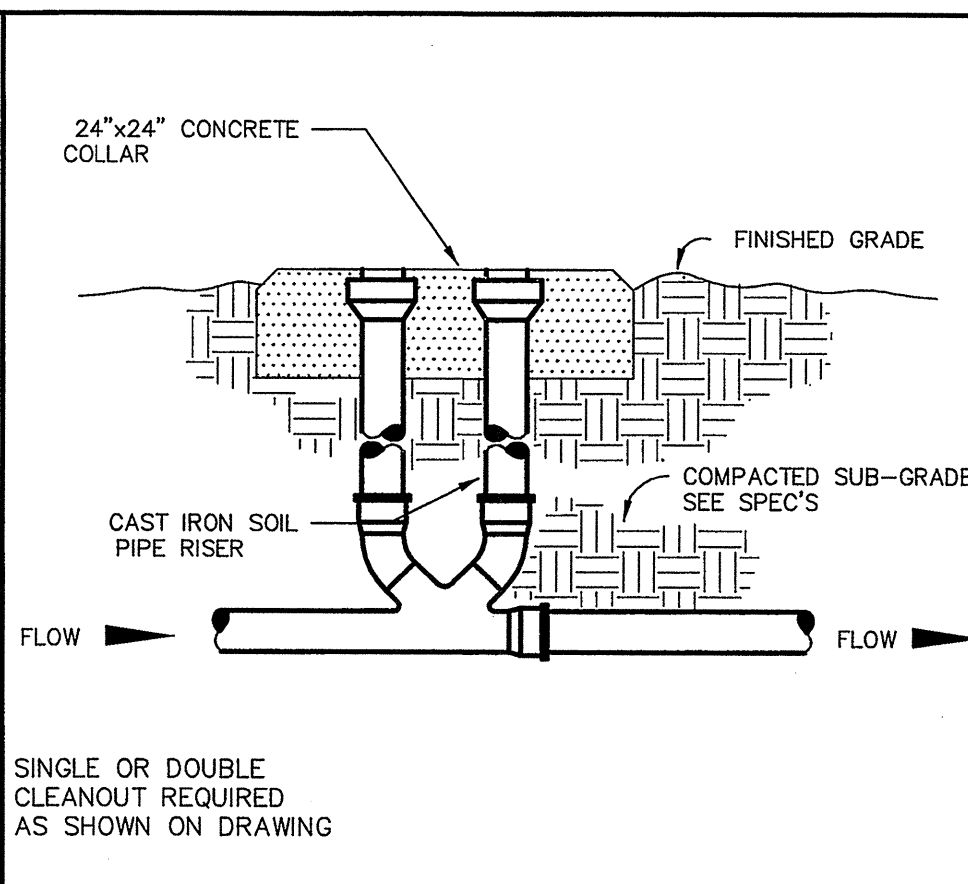 24"x24" CONCRETE
COLLAR
FINISHED GRADE
COMPACTED SUB-GRADE
SEE SPEC'S
CAST IRON SOIL
PIPE RISER
FLOW
FLOW
SINGLE OR DOUBLE
CLEANOUT REQUIRED
AS SHOWN ON DRAWING